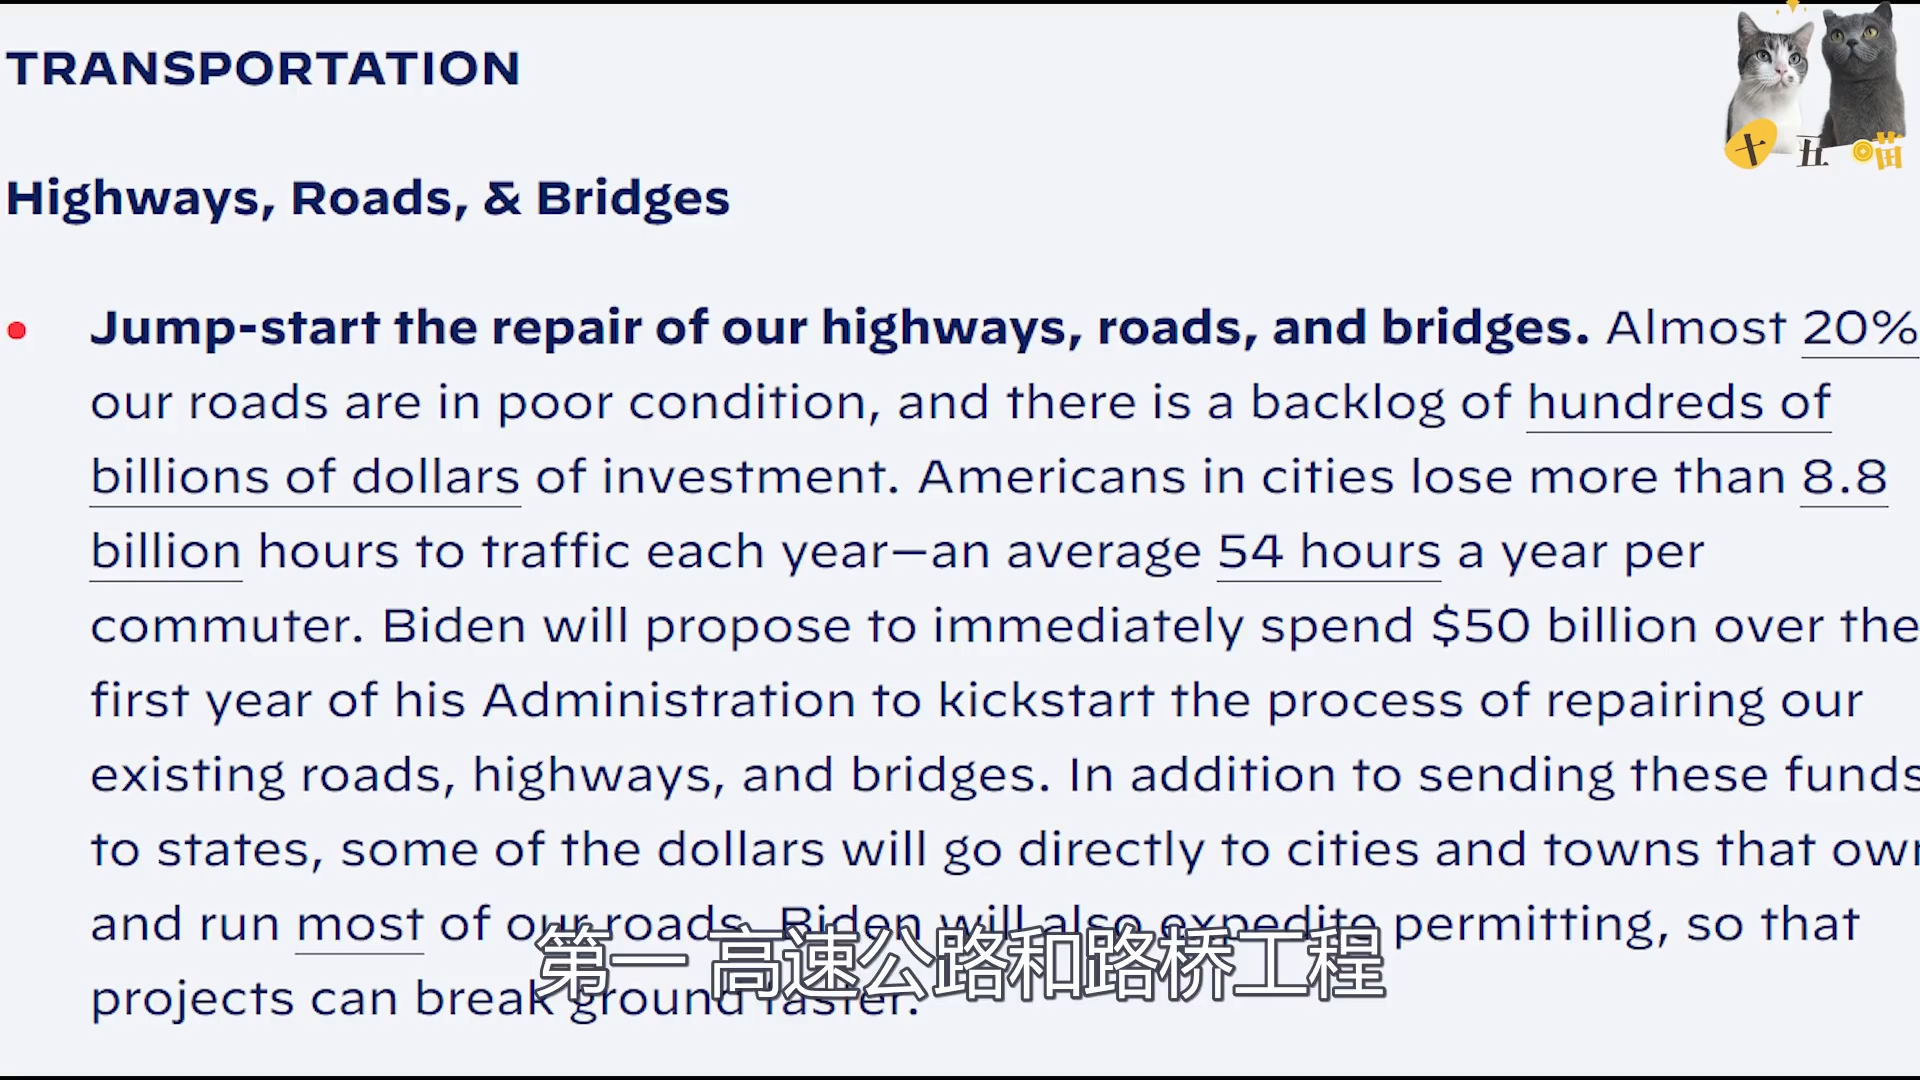 TRANSPORTATION
十五喵
Highways, Roads, & Bridges
Jump-start the repair of our highways, roads, and bridges. Almost 20%
our roads are in poor condition, and there is a backlog of hundreds of
billions of dollars of investment. Americans in cities lose more than 8.8
billion hours to traffic each year—an average 54 hours a year per
commuter. Biden will propose to immediately spend $50 billion over the
first year of his Administration to kickstart the process of repairing our
existing roads, highways, and bridges. In addition to sending these funds
to states, some of the dollars will go directly to cities and towns that own
and run most of our roads. Biden will also expedite permitting, so that
第一 高速公路和路桥工程
projects can break ground faster.